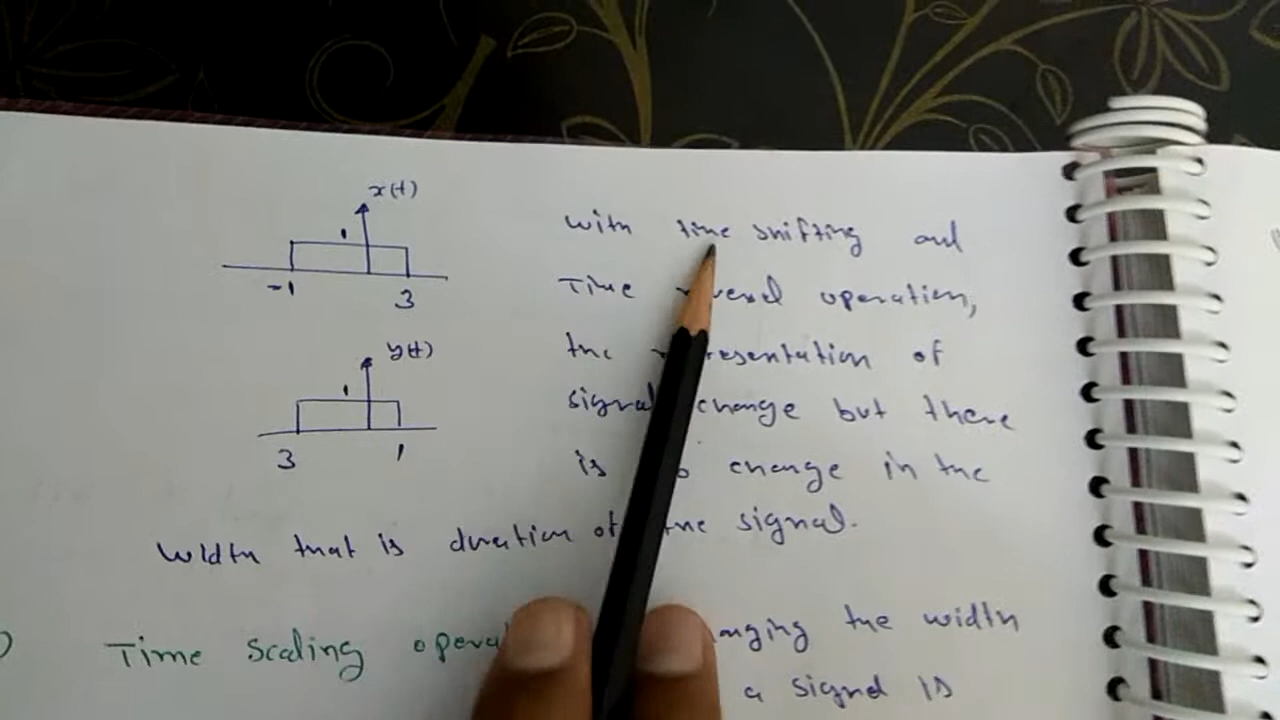 x(t)
1
-1 3
y(t)
1
3 1
with time shifting and
Time operation,
the of
signal change but there
is change in the
width that is duration of the signal.
Time scaling the width
a signal is